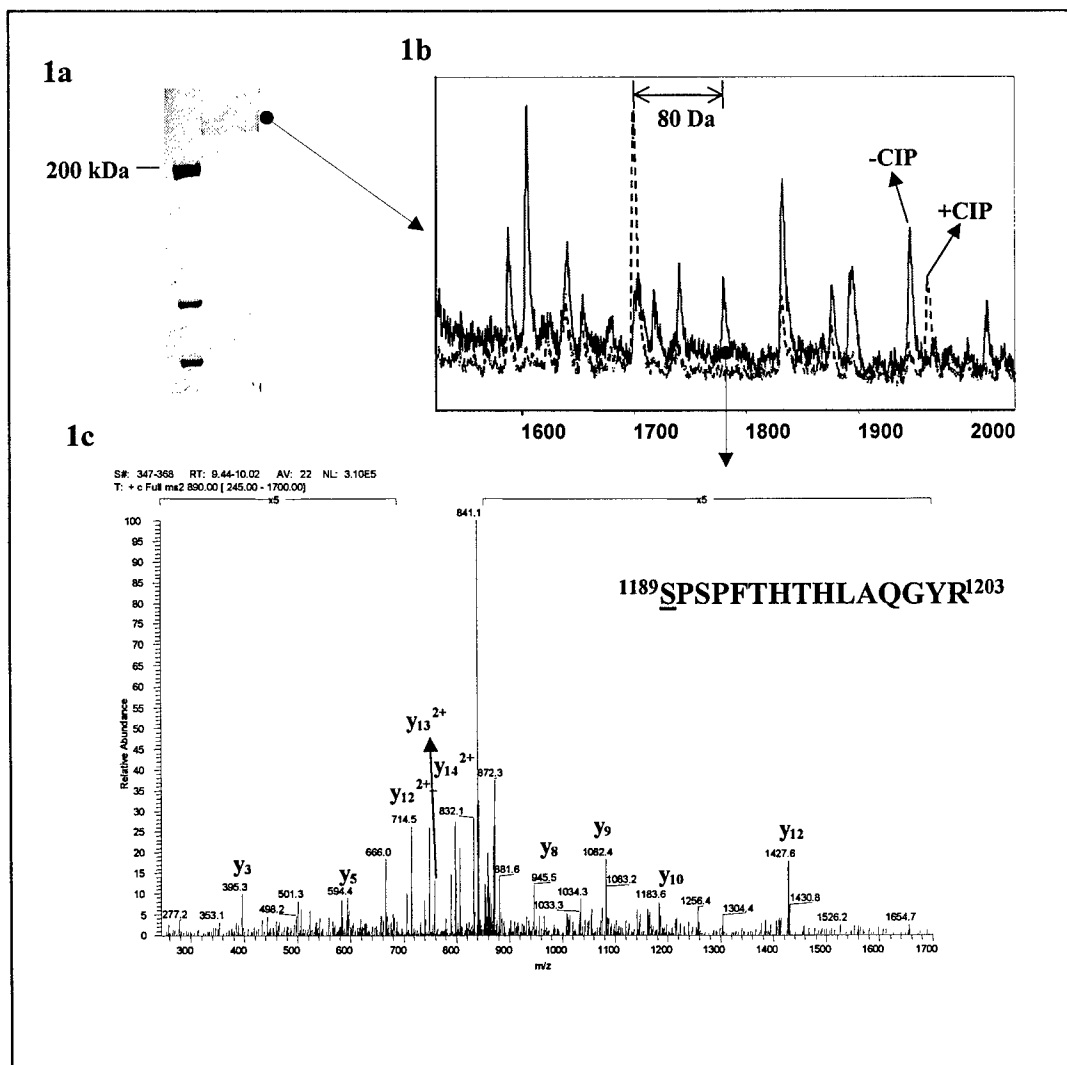 1a
1b
200 kDa
80 Da
-CIP
+CIP
1600 1700 1800 1900 2000
1c
S#: 347-368 RT: 9.44-10.02 AV: 22 NL: 3.10E5
T: + c Full ms2 890.00 [ 245.00 - 1700.00]
x5
x5
841.1
1189SPSPFTHTHLAQGYR1203
Relative Abundance
100
95
90
85
80
75
70
65
60
55
50
45
40
35
30
25
20
15
10
5
0
y13 2+
y14 2+
872.3
y12 2+
832.1
714.5
666.0
y3
395.3
y5
594.4
501.3
498.2
277.2
353.1
881.6
y8
945.5
y9
1082.4
1083.2
1034.3
1033.3
y10
1183.6
1256.4
1304.4
y12
1427.6
1430.8
1526.2
1654.7
300 400 500 600 700 800 900 1000 1100 1200 1300 1400 1500 1600 1700
m/z